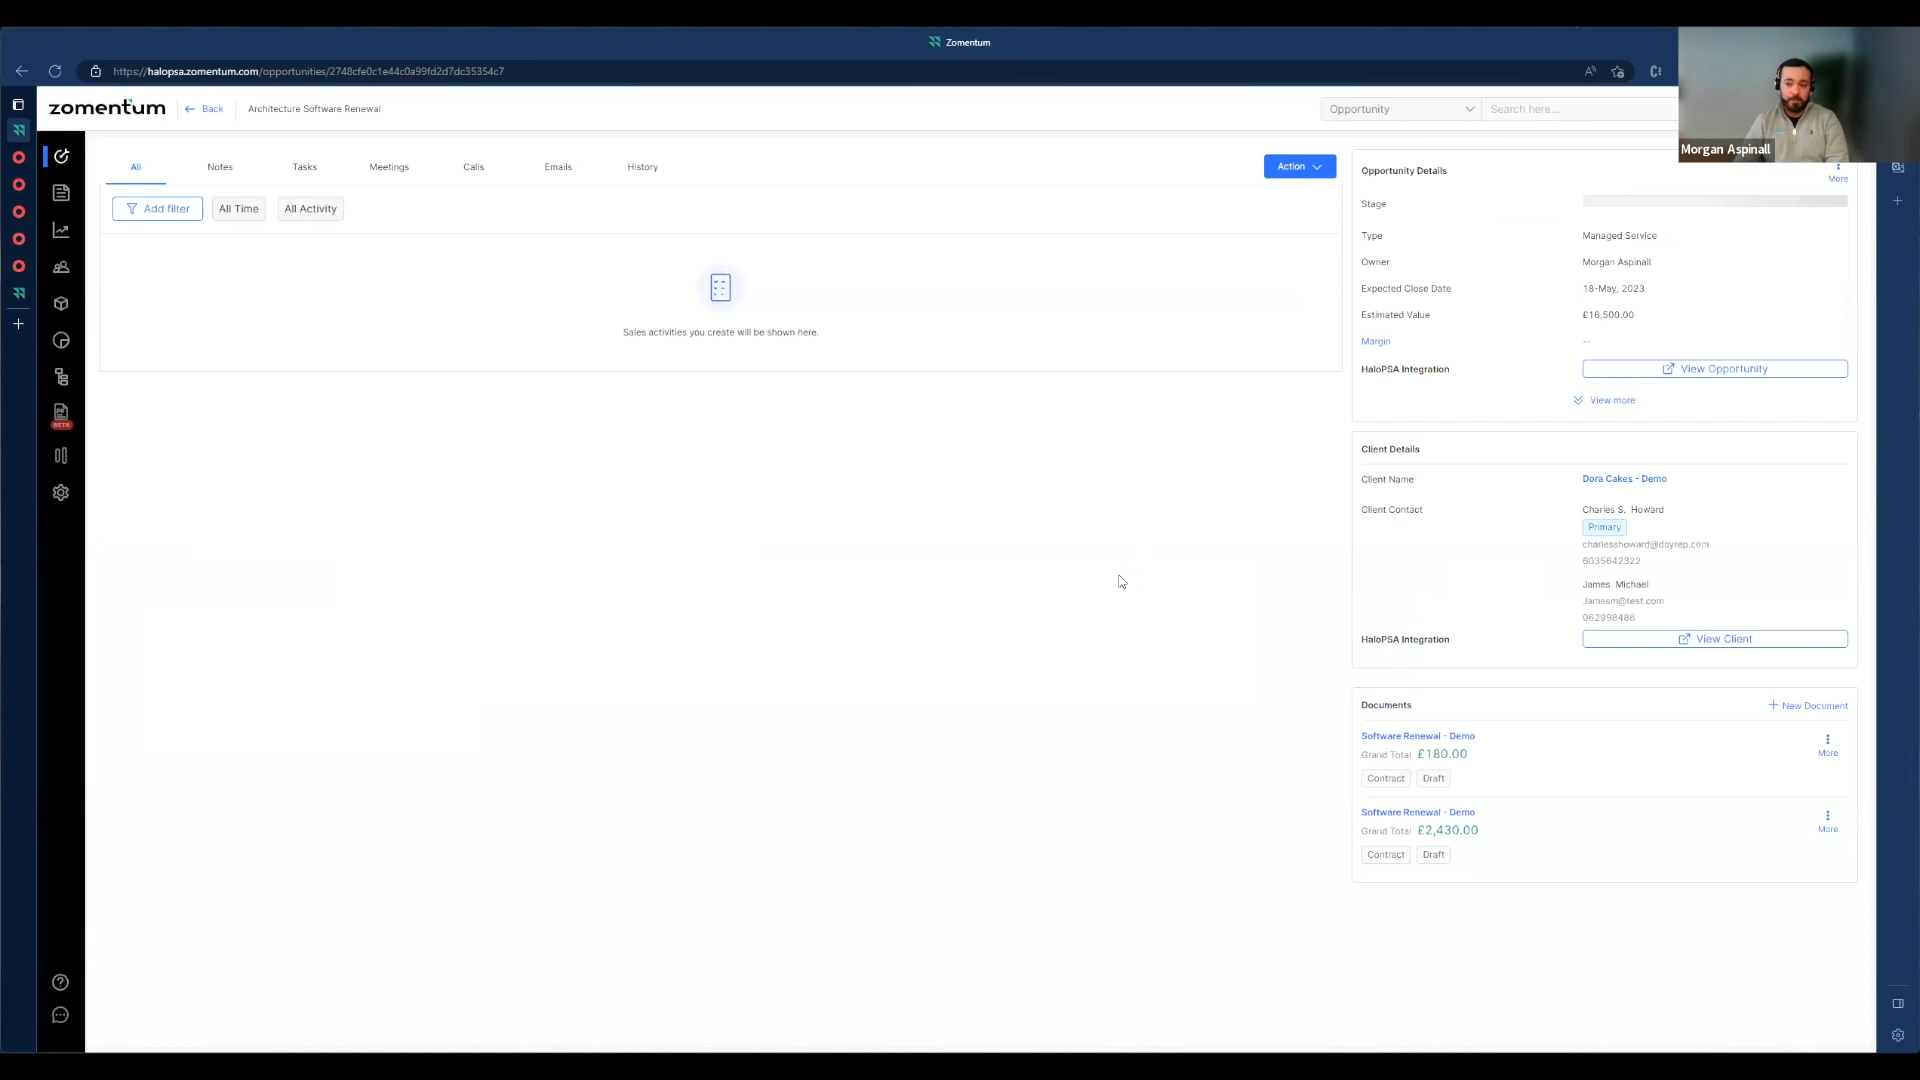 Zomentum
https://halopsa.zomentum.com/opportunities/2748cfe0c1e44c0a99fd2d7dc35354c7
zomentum
Back
Architecture Software Renewal
Opportunity
Search here...
Morgan Aspinall
All
Notes
Tasks
Meetings
Calls
Emails
History
Action
Add filter
All Time
All Activity
Sales activities you create will be shown here.
BETA
Opportunity Details
More
Stage
Type
Managed Service
Owner
Morgan Aspinall
Expected Close Date
18-May, 2023
Estimated Value
£16,500.00
Margin
--
HaloPSA Integration
View Opportunity
View more
Client Details
Client Name
Dora Cakes - Demo
Client Contact
Charles S. Howard
Primary
charlesshoward@dayrep.com
6035642322
James Michael
Jamesm@test.com
062998486
HaloPSA Integration
View Client
Documents
New Document
Software Renewal - Demo
Grand Total £180.00
More
Contract
Draft
Software Renewal - Demo
Grand Total £2,430.00
More
Contract
Draft